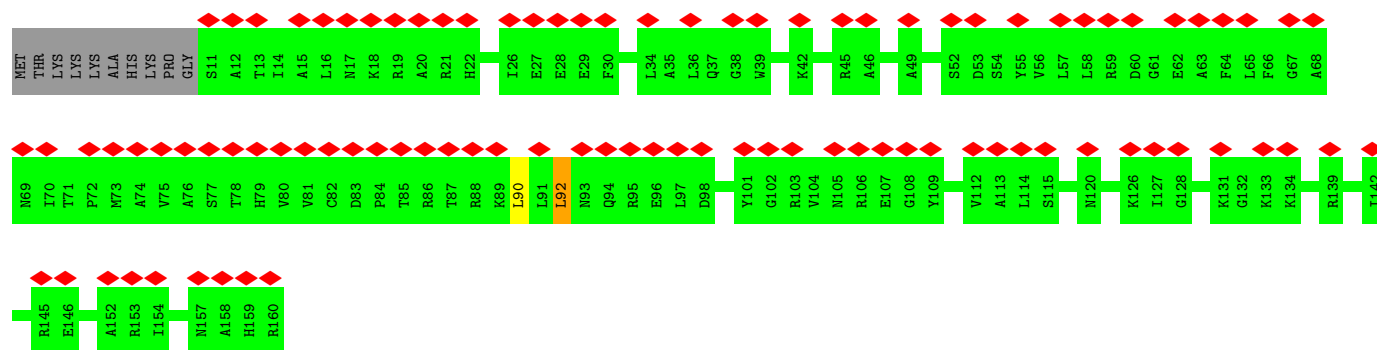 MET THR LYS LYS LYS ALA HIS LYS PRO GLY S11 A12 T13 I14 A15 L16 N17 K18 R19 A20 R21 H22 I26 E27 E28 E29 F30 L34 A35 L36 Q37 G38 W39 K42 R45 A46 A49 S52 D53 S54 Y55 V56 L57 L58 R59 D60 G61 E62 A63 F64 L65 F66 G67 A68
N69 I70 T71 P72 M73 A74 V75 A76 S77 T78 H79 V80 V81 C82 D83 P84 T85 R86 T87 R88 K89 L90 L91 L92 N93 Q94 R95 E96 L97 D98 Y101 G102 R103 V104 N105 R106 E107 G108 Y109 V112 A113 L114 S115 N120 K126 I127 G128 K131 G132 K133 K134 R139 I142
R145 E146 A152 R153 I154 N157 A158 H159 R160